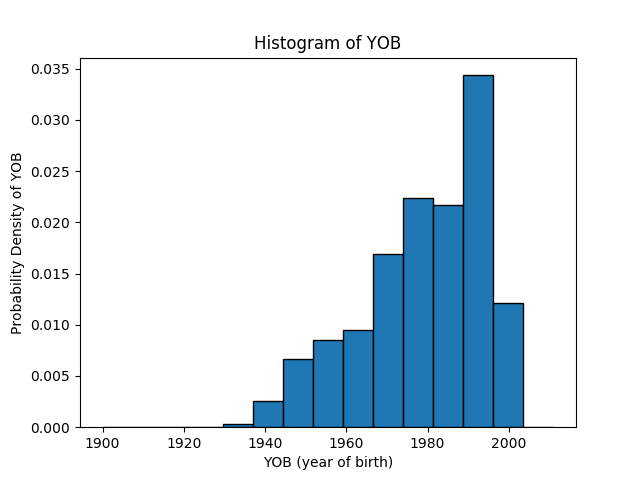 Histogram of YOB
0.035
0.030
0.025
0.020
0.015
0.010
0.005
0.000
Probability Density of YOB
1900 1920 1940 1960 1980 2000
YOB (year of birth)